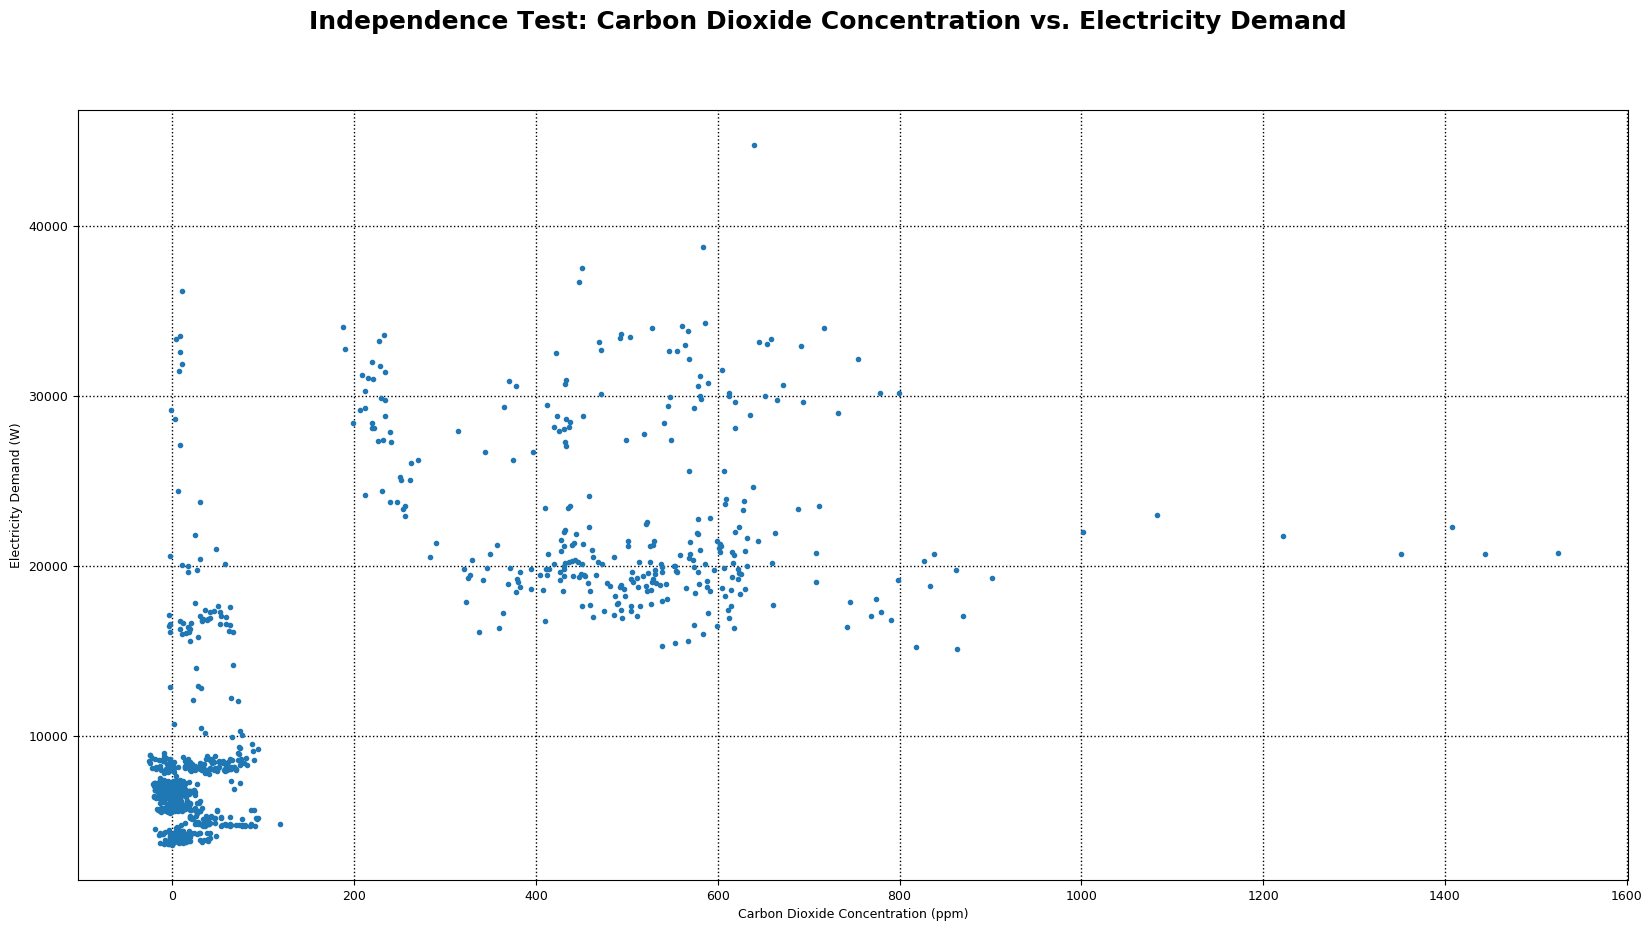 Independence Test: Carbon Dioxide Concentration vs. Electricity Demand
40000
30000
20000
10000
Electricity Demand (W)
0 200 400 600 800 1000 1200 1400 1600
Carbon Dioxide Concentration (ppm)